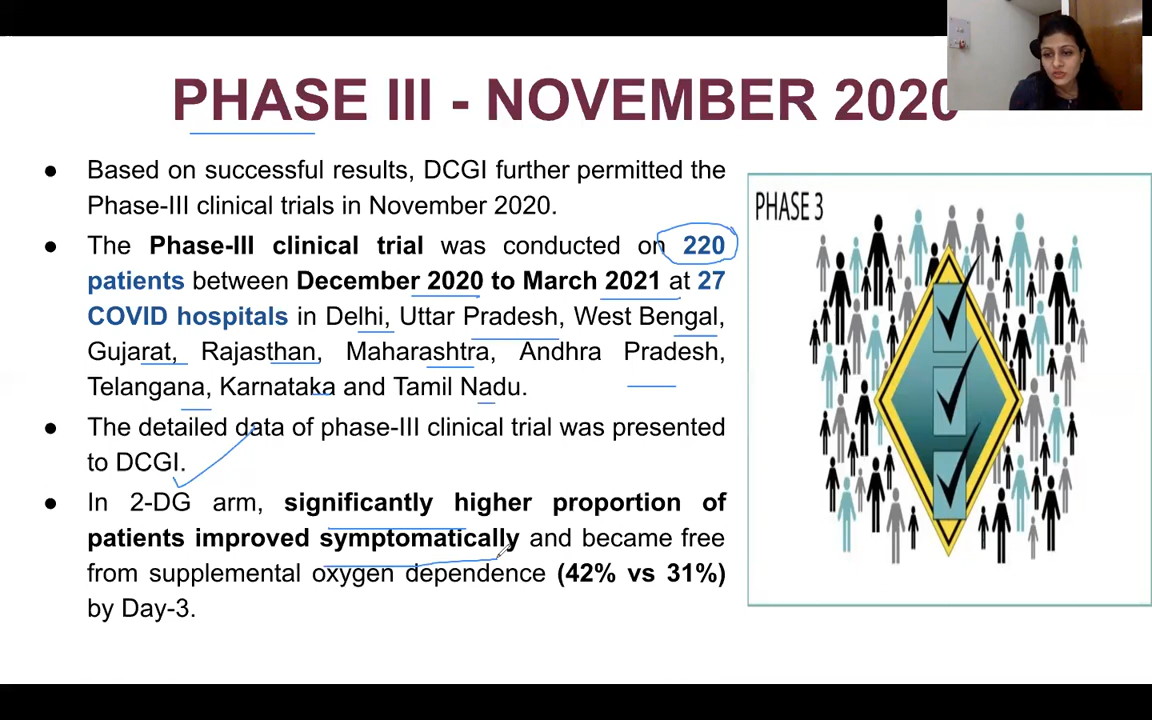 PHASE III - NOVEMBER 2020
● Based on successful results, DCGI further permitted the
Phase-III clinical trials in November 2020.
● The Phase-III clinical trial was conducted on 220
patients between December 2020 to March 2021 at 27
COVID hospitals in Delhi, Uttar Pradesh, West Bengal,
Gujarat, Rajasthan, Maharashtra, Andhra Pradesh,
Telangana, Karnataka and Tamil Nadu.
● The detailed data of phase-III clinical trial was presented
to DCGI.
● In 2-DG arm, significantly higher proportion of
patients improved symptomatically and became free
from supplemental oxygen dependence (42% vs 31%)
by Day-3.
PHASE 3